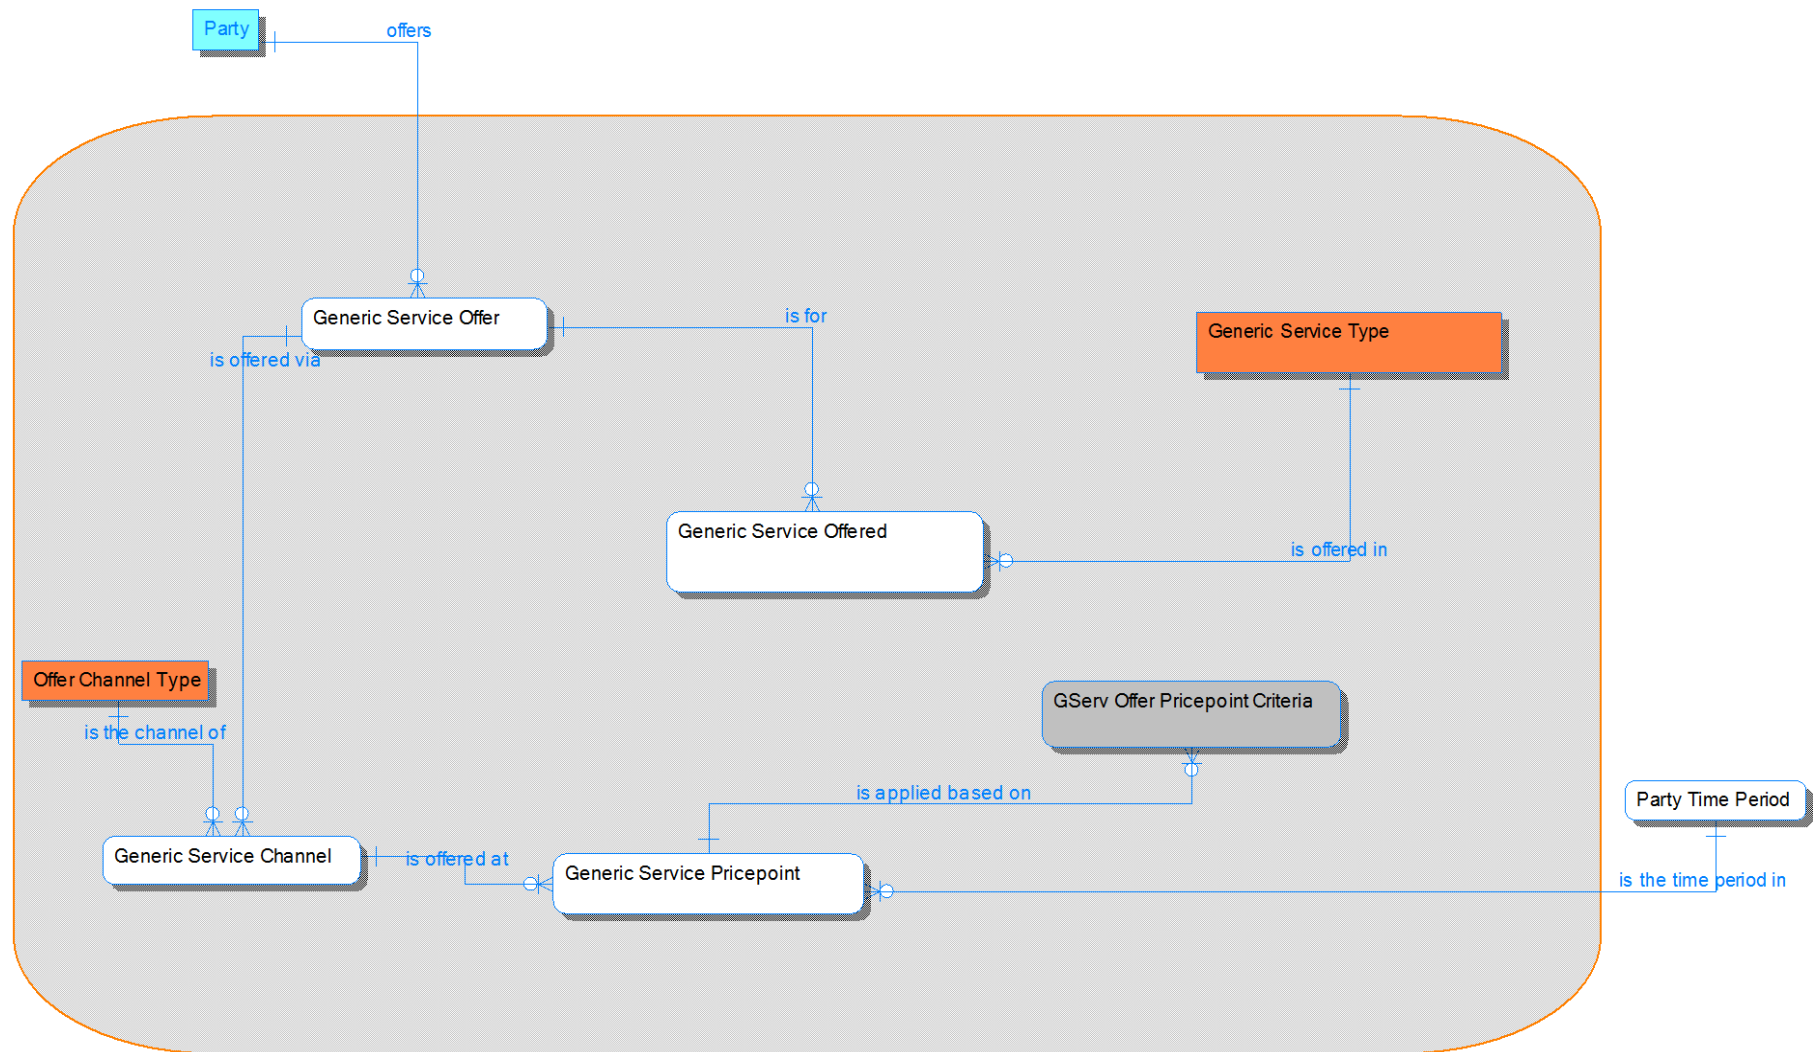 Party
offers
Generic Service Offer
is for
Generic Service Type
is offered via
Generic Service Offered
is offered in
Offer Channel Type
GServ Offer Pricepoint Criteria
is the channel of
is applied based on
Party Time Period
Generic Service Channel
is offered at
Generic Service Pricepoint
is the time period in